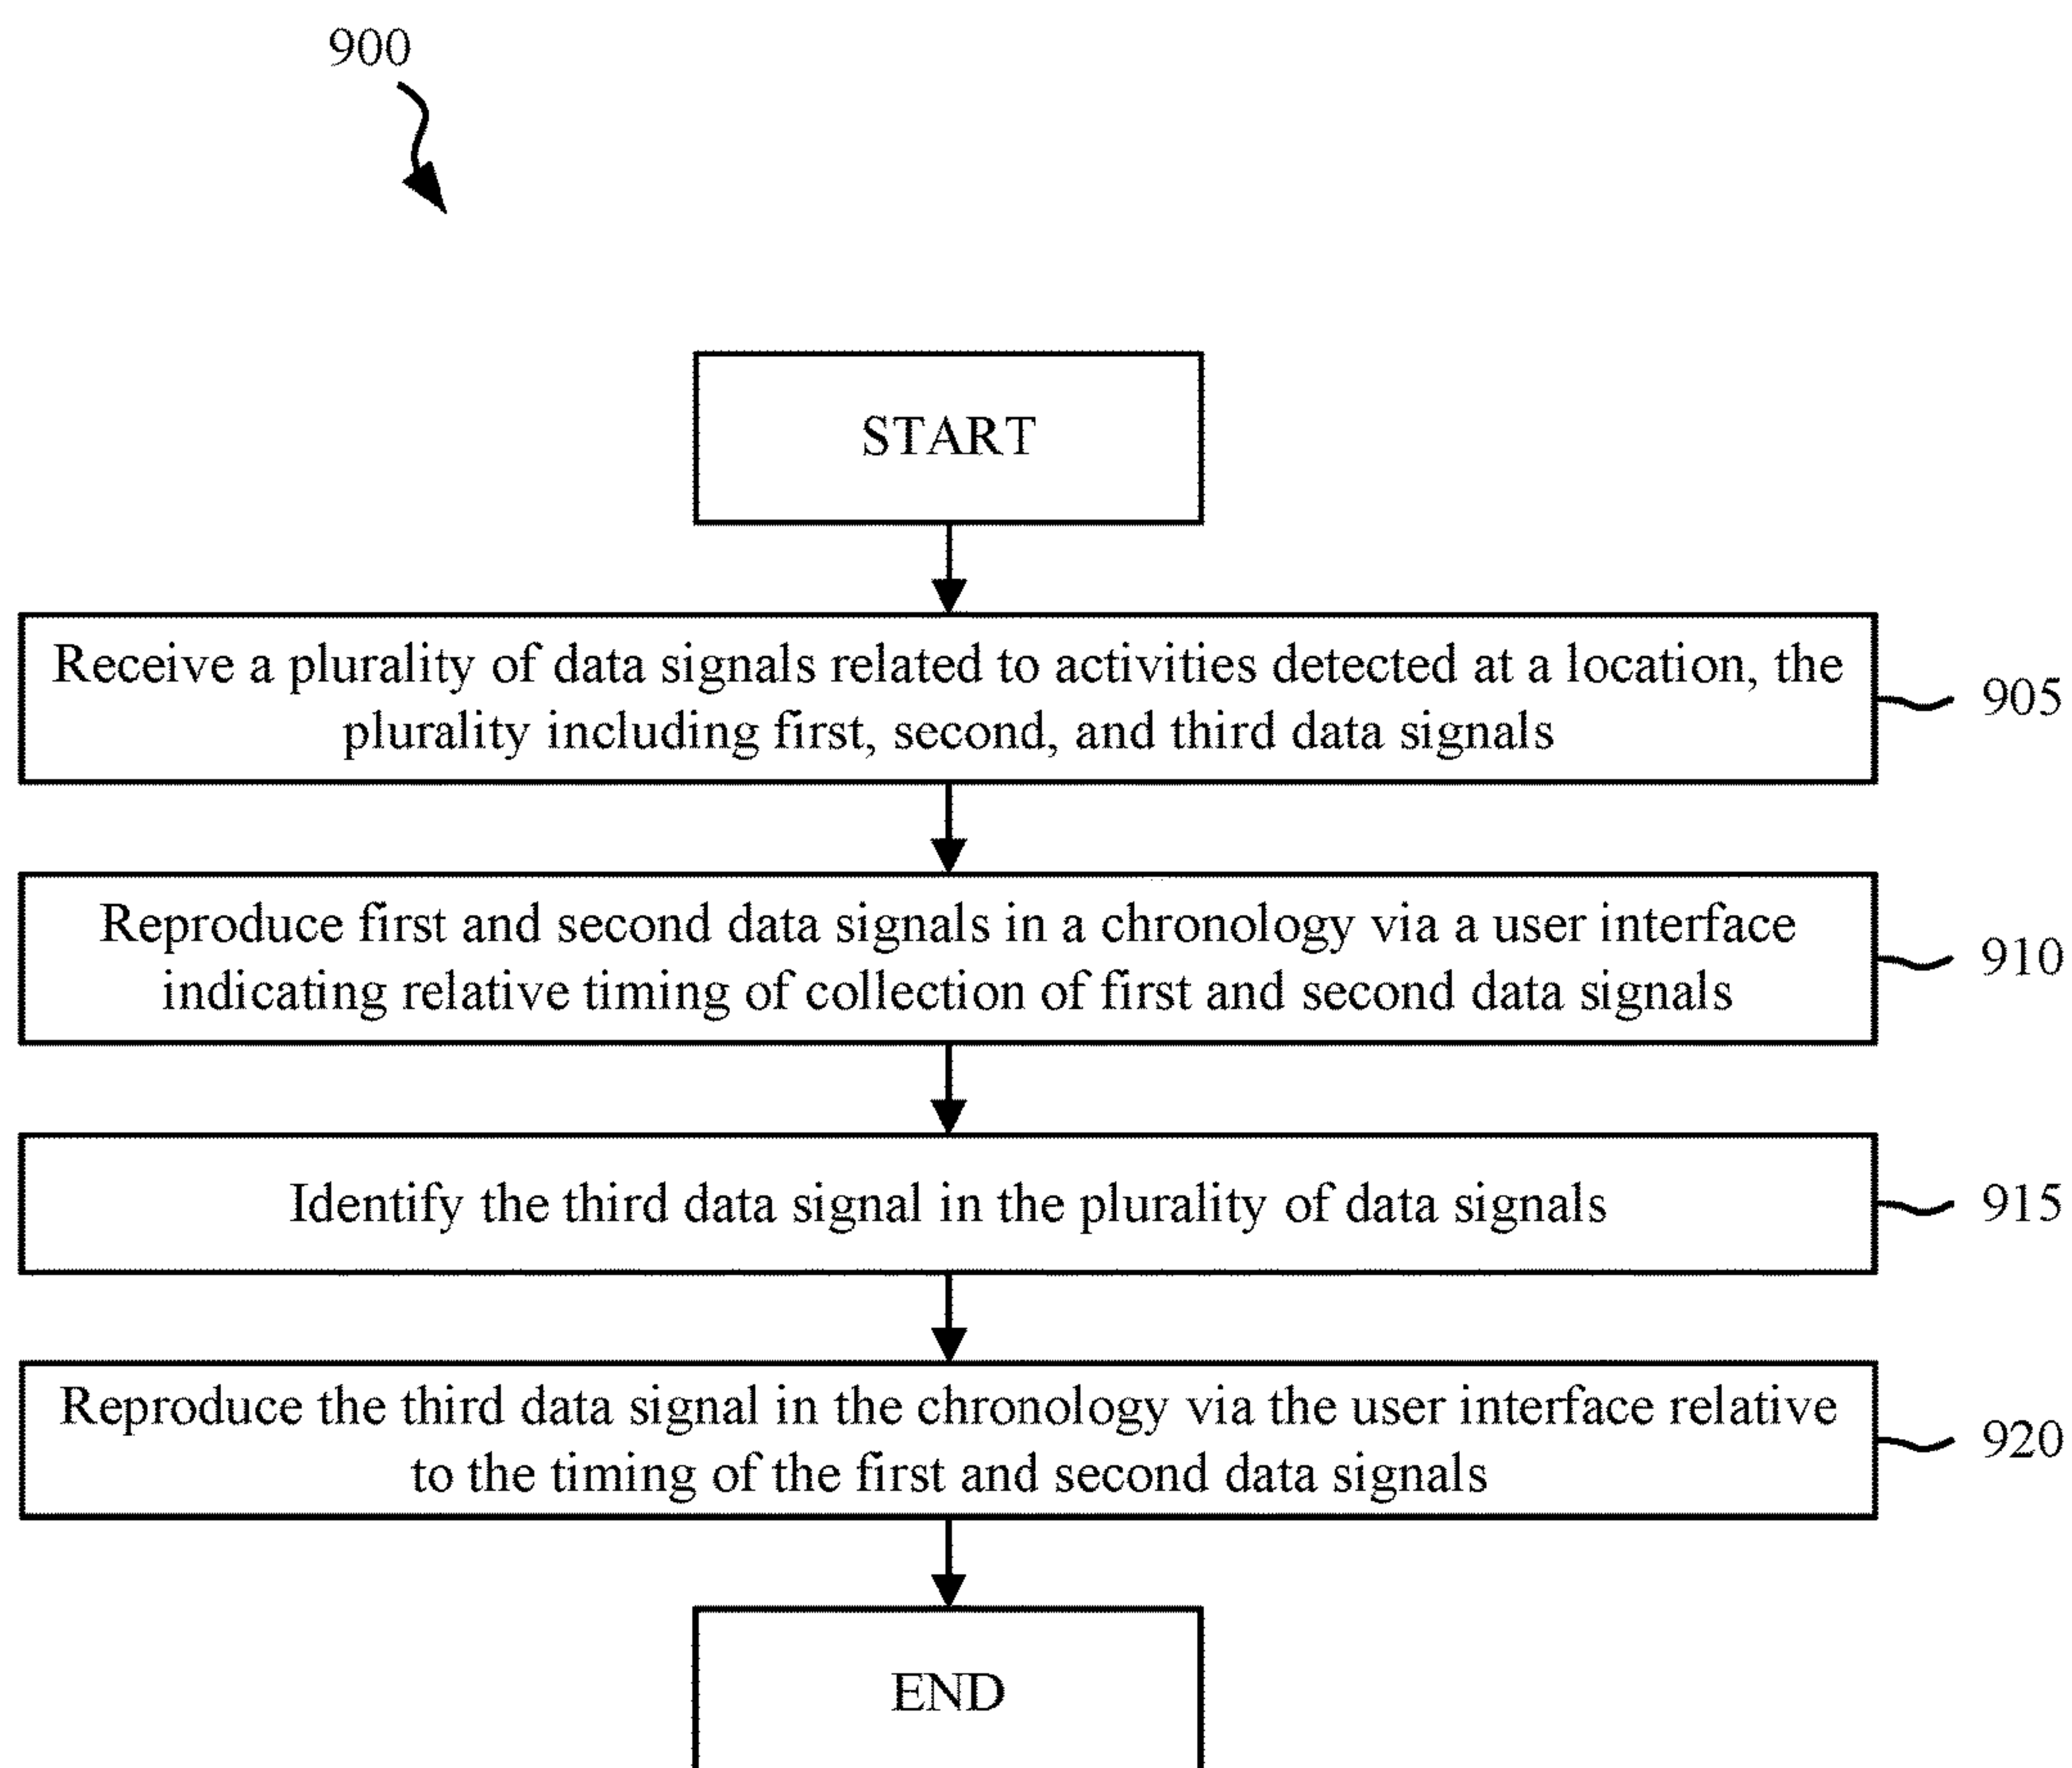 900
START
Receive a plurality of data signals related to activities detected at a location, the
plurality including first, second, and third data signals
905
Reproduce first and second data signals in a chronology via a user interface
indicating relative timing of collection of first and second data signals
910
Identify the third data signal in the plurality of data signals
915
Reproduce the third data signal in the chronology via the user interface relative
to the timing of the first and second data signals
920
END